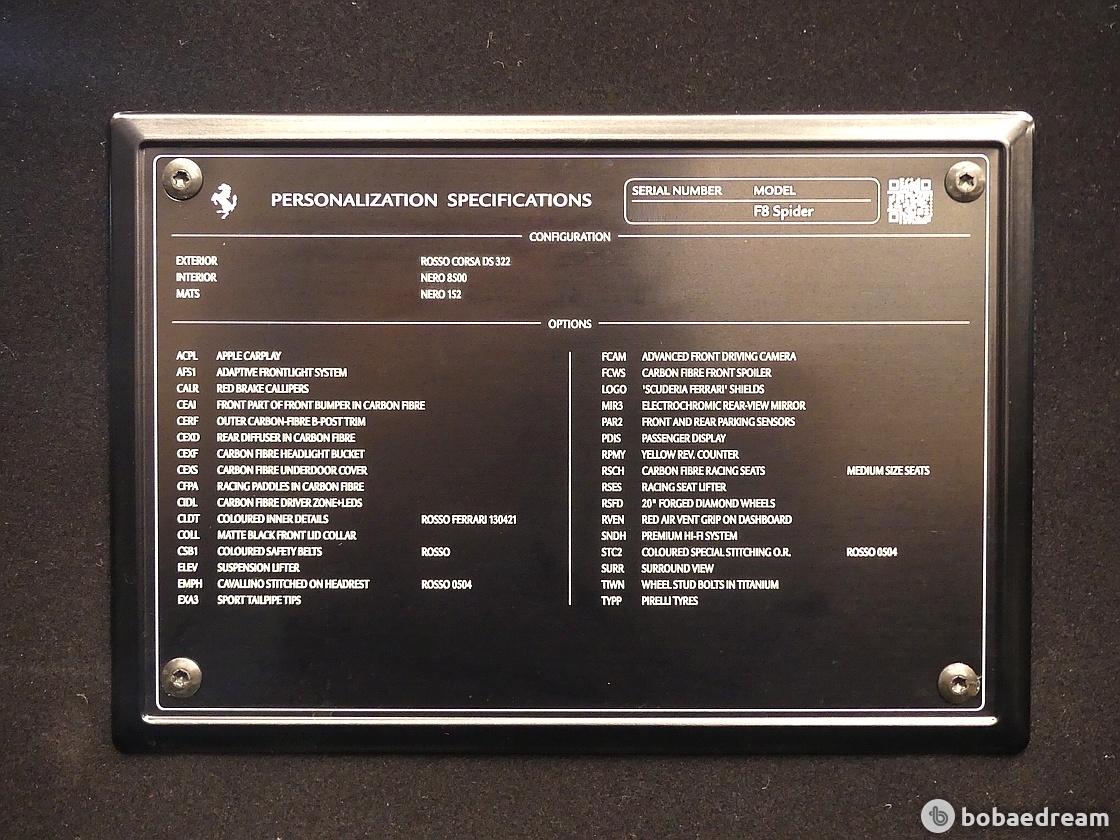 PERSONALIZATION SPECIFICATIONS
SERIAL NUMBER MODEL
F8 Spider
CONFIGURATION
EXTERIOR ROSSO CORSA DS 322
INTERIOR NERO 8500
MATS NERO 152
OPTIONS
ACPL APPLE CARPLAY
AFS1 ADAPTIVE FRONTLIGHT SYSTEM
CALR RED BRAKE CALLIPERS
CEA1 FRONT PART OF FRONT BUMPER IN CARBON FIBRE
CERF OUTER CARBON-FIBRE B-POST TRIM
CEXD REAR DIFFUSER IN CARBON FIBRE
CEXF CARBON FIBRE HEADLIGHT BUCKET
CEXS CARBON FIBRE UNDERDOOR COVER
CFPA RACING PADDLES IN CARBON FIBRE
CIDL CARBON FIBRE DRIVER ZONE+LEDS
CLDT COLOURED INNER DETAILS ROSSO FERRARI 130421
COLL MATTE BLACK FRONT LID COLLAR
CSB1 COLOURED SAFETY BELTS ROSSO
ELEV SUSPENSION LIFTER
EMPH CAVALLINO STITCHED ON HEADREST ROSSO 0504
EXA3 SPORT TAILPIPE TIPS
FCAM ADVANCED FRONT DRIVING CAMERA
FCWS CARBON FIBRE FRONT SPOILER
LOGO 'SCUDERIA FERRARI' SHIELDS
MIR3 ELECTROCHROMIC REAR-VIEW MIRROR
PAR2 FRONT AND REAR PARKING SENSORS
PDIS PASSENGER DISPLAY
RPMY YELLOW REV. COUNTER
RSCH CARBON FIBRE RACING SEATS MEDIUM SIZE SEATS
RSES RACING SEAT LIFTER
RSFD 20" FORGED DIAMOND WHEELS
RVEN RED AIR VENT GRIP ON DASHBOARD
SNDH PREMIUM HI-FI SYSTEM
STC2 COLOURED SPECIAL STITCHING O.R. ROSSO 0504
SURR SURROUND VIEW
TIWN WHEEL STUD BOLTS IN TITANIUM
TYPP PIRELLI TYRES
bobaedream